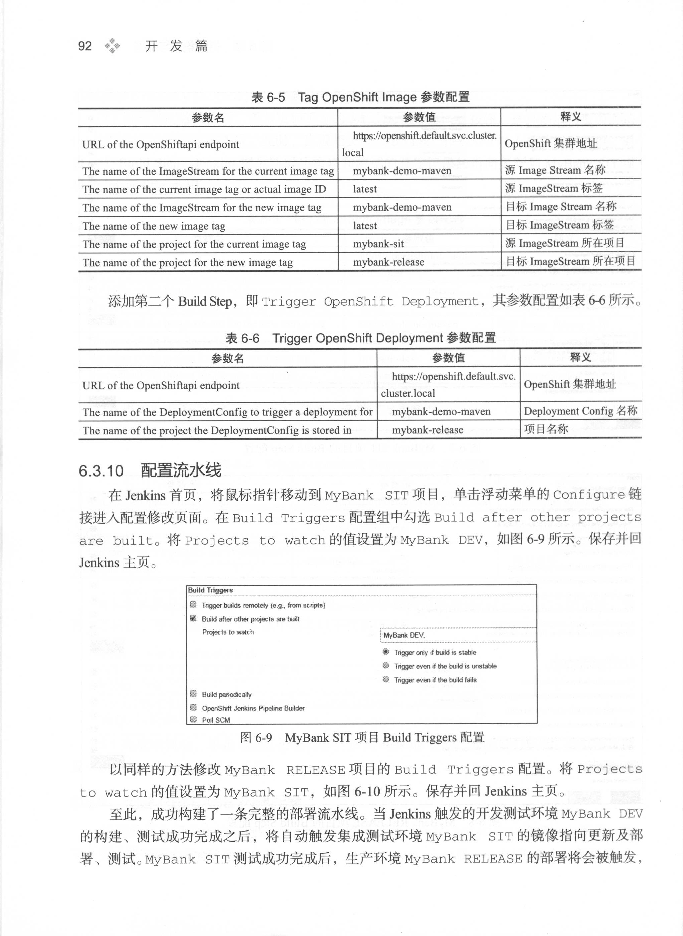 92 开 发 篇
表 6-5 Tag OpenShift Image 参数配置
参数名 参数值 释义
URL of the OpenShiftapi endpoint https://openshift.default.svc.cluster.local OpenShift 集群地址
The name of the ImageStream for the current image tag mybank-demo-maven 源 Image Stream 名称
The name of the current image tag or actual image ID latest 源 ImageStream 标签
The name of the ImageStream for the new image tag mybank-demo-maven 目标 Image Stream 名称
The name of the new image tag latest 目标 ImageStream 标签
The name of the project for the current image tag mybank-sit 源 ImageStream 所在项目
The name of the project for the new image tag mybank-release 目标 ImageStream 所在项目
添加第二个 Build Step，即 Trigger OpenShift Deployment，其参数配置如表 6-6 所示。
表 6-6 Trigger OpenShift Deployment 参数配置
参数名 参数值 释义
URL of the OpenShiftapi endpoint https://openshift.default.svc.cluster.local OpenShift 集群地址
The name of the DeploymentConfig to trigger a deployment for mybank-demo-maven Deployment Config 名称
The name of the project the DeploymentConfig is stored in mybank-release 项目名称
6.3.10 配置流水线
在 Jenkins 首页，将鼠标指针移动到 MyBank SIT 项目，单击浮动菜单的 Configure 链
接进入配置修改页面。在 Build Triggers 配置组中勾选 Build after other projects
are built。将 Projects to watch 的值设置为 MyBank DEV，如图 6-9 所示。保存并回
Jenkins 主页。
Build Triggers
Trigger builds remotely (e.g., from scripts)
Build after other projects are built
Projects to watch MyBank DEV,
Trigger only if build is stable
Trigger even if the build is unstable
Trigger even if the build fails
Build periodically
OpenShift Jenkins Pipeline Builder
Poll SCM
图 6-9 MyBank SIT 项目 Build Triggers 配置
以同样的方法修改 MyBank RELEASE 项目的 Build Triggers 配置。将 Projects
to watch 的值设置为 MyBank SIT，如图 6-10 所示。保存并回 Jenkins 主页。
至此，成功构建了一条完整的部署流水线。当 Jenkins 触发的开发测试环境 MyBank DEV
的构建、测试成功完成之后，将自动触发集成测试环境 MyBank SIT 的镜像指向更新及部
署、测试。MyBank SIT 测试成功完成后，生产环境 MyBank RELEASE 的部署将会被触发，